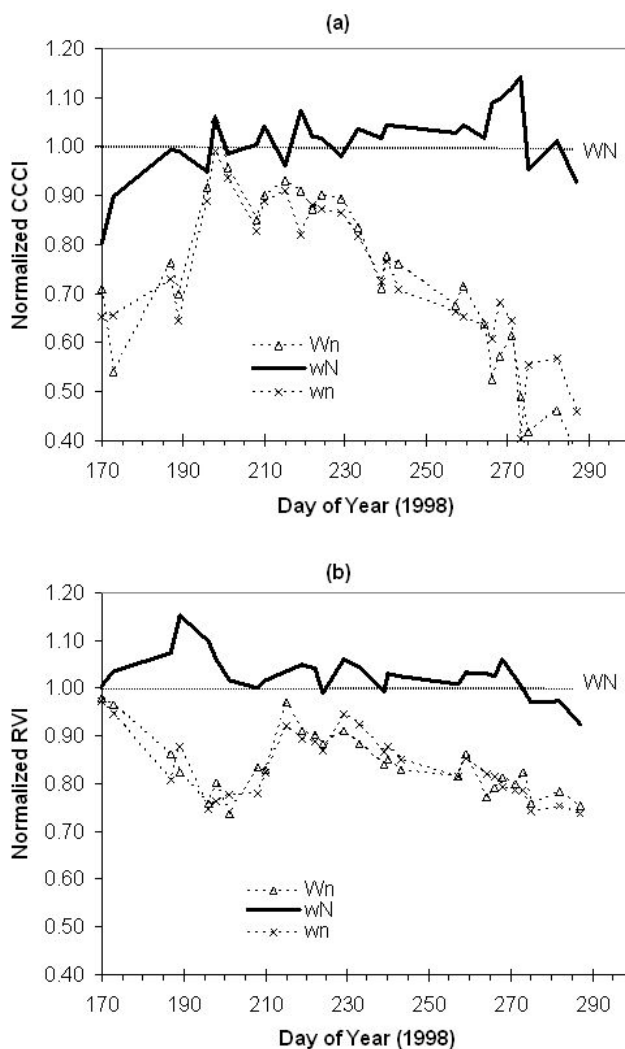 (a)
Normalized CCCI
1.20
1.10
1.00
0.90
0.80
0.70
0.60
0.50
0.40
WN
Wn
wN
wn
170 190 210 230 250 270 290
Day of Year (1998)
(b)
Normalized RVI
1.20
1.10
1.00
0.90
0.80
0.70
0.60
0.50
0.40
WN
Wn
wN
wn
170 190 210 230 250 270 290
Day of Year (1998)